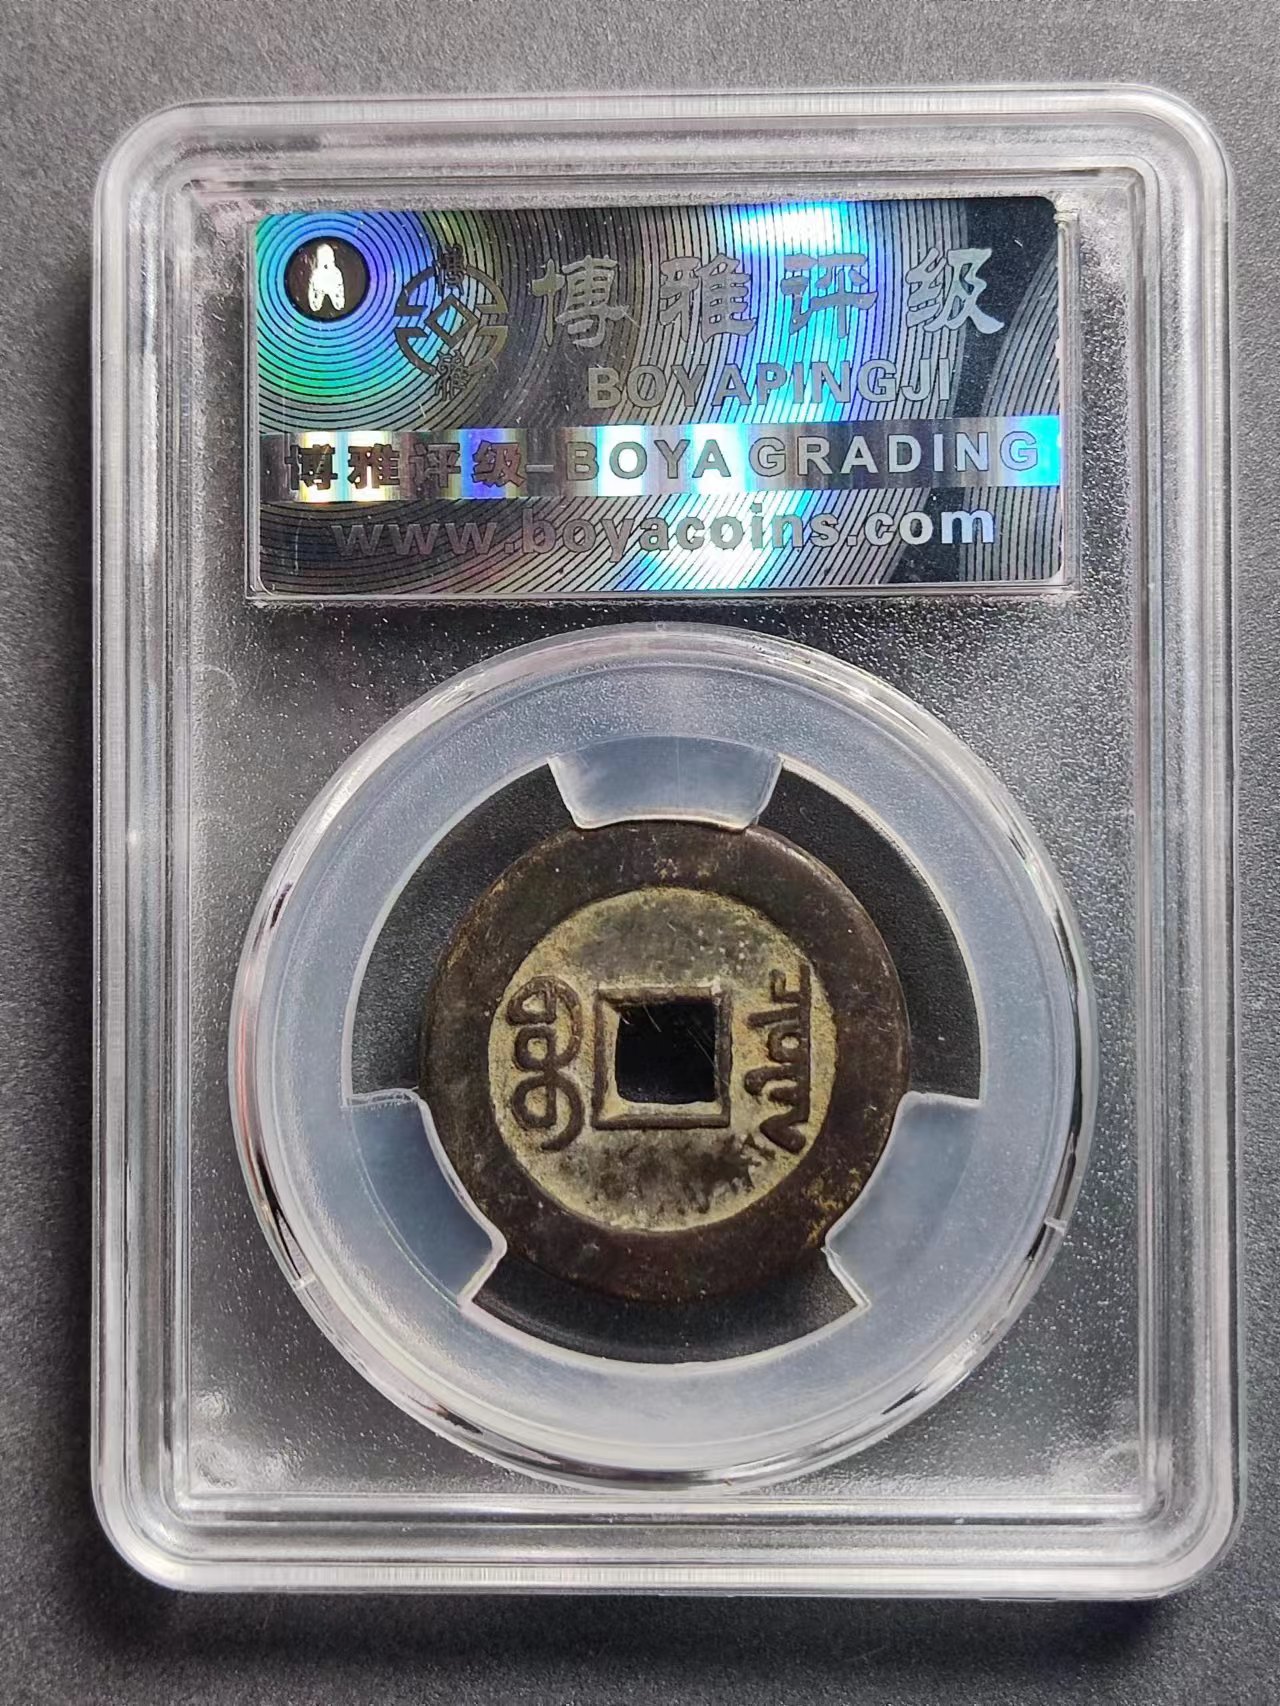 博雅评级
BOYAPINGJI
博雅评级–BOYA GRADING
www.boyacoins.com